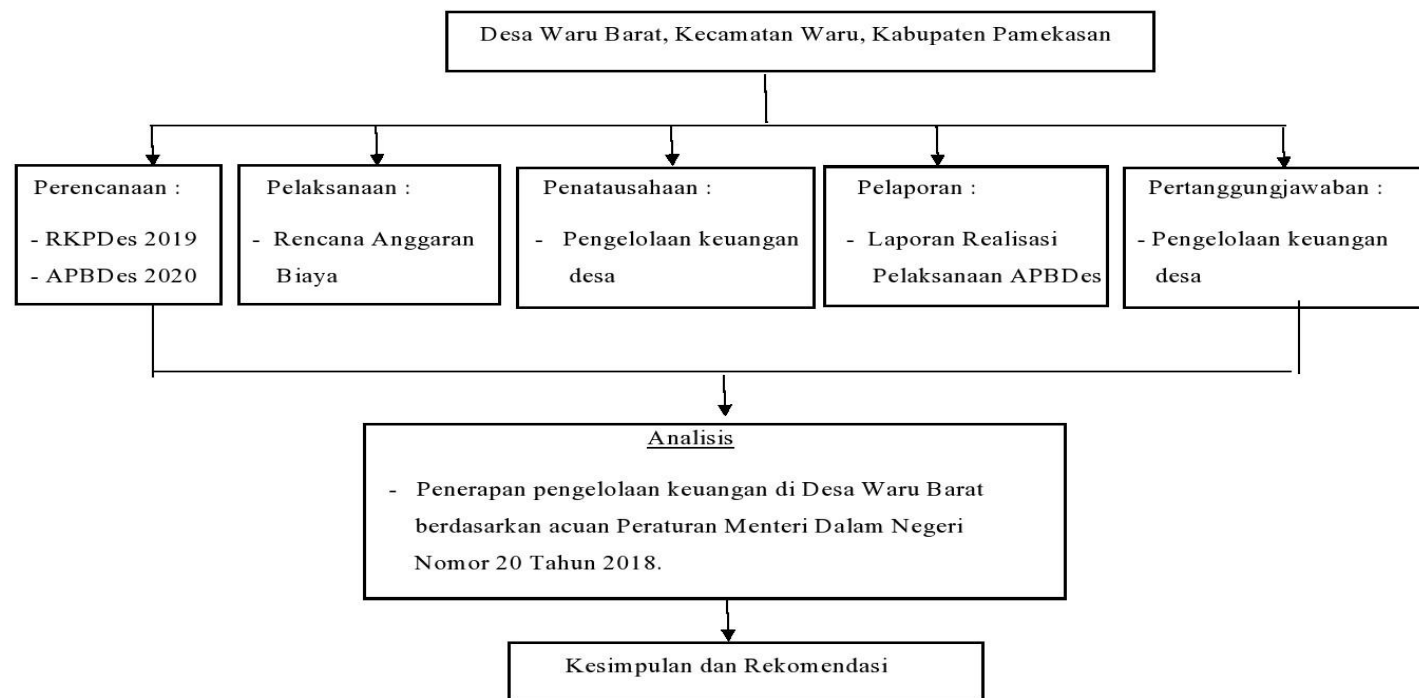 Desa Waru Barat, Kecamatan Waru, Kabupaten Pamekasan
Perencanaan :
- RKPDes 2019
- APBDes 2020
Pelaksanaan :
- Rencana Anggaran
Biaya
Penatausahaan :
- Pengelolaan keuangan
desa
Pelaporan :
- Laporan Realisasi
Pelaksanaan APBDes
Pertanggungjawaban :
- Pengelolaan keuangan
desa
Analisis
- Penerapan pengelolaan keuangan di Desa Waru Barat
berdasarkan acuan Peraturan Menteri Dalam Negeri
Nomor 20 Tahun 2018.
Kesimpulan dan Rekomendasi